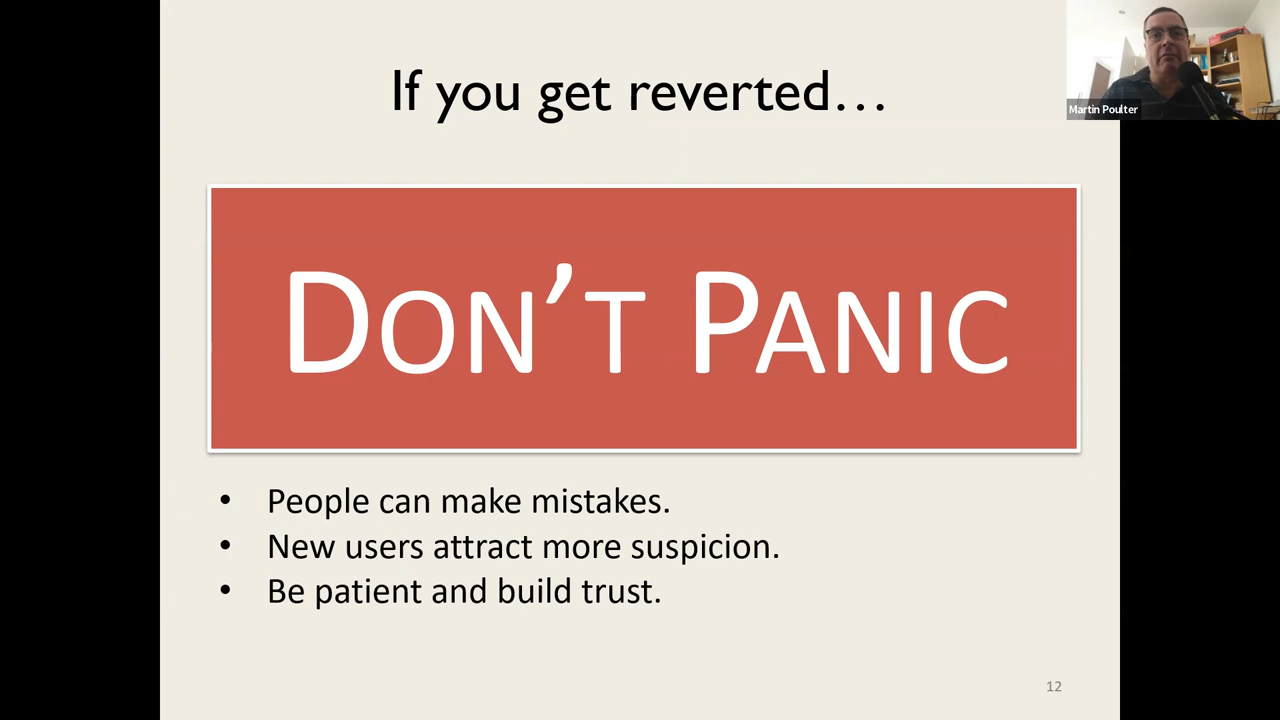 If you get reverted…
Martin Poulter
DON’T PANIC
• People can make mistakes.
• New users attract more suspicion.
• Be patient and build trust.
12